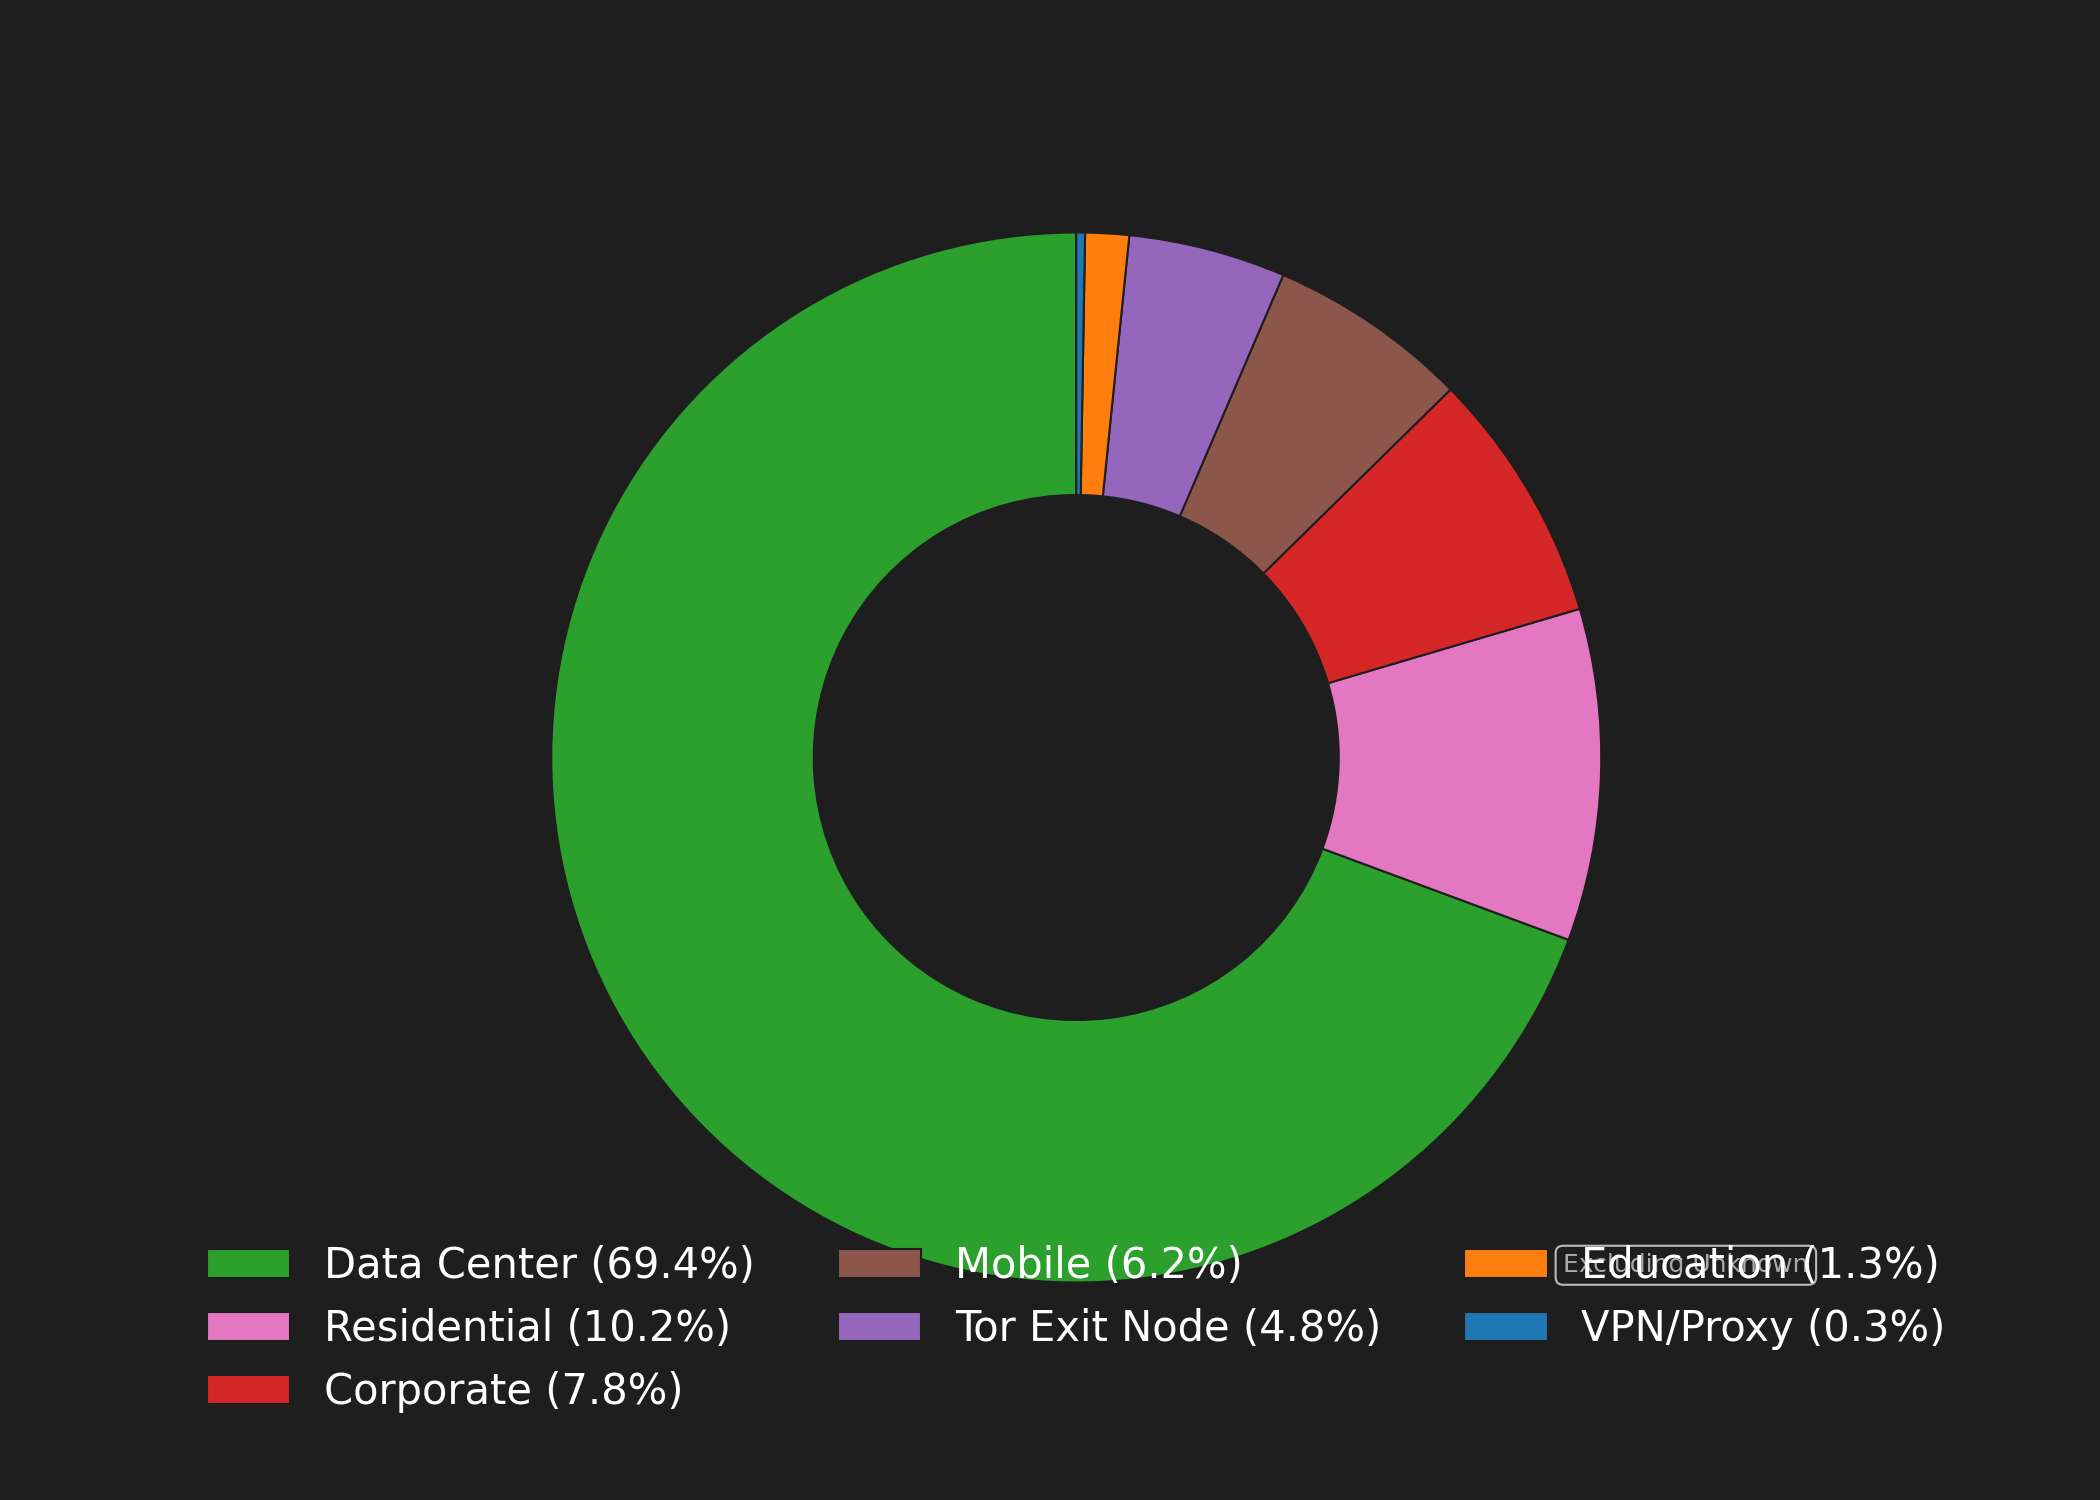 Data Center (69.4%)
Residential (10.2%)
Corporate (7.8%)
Mobile (6.2%)
Tor Exit Node (4.8%)
Education (1.3%)
Excluding Unknown
VPN/Proxy (0.3%)